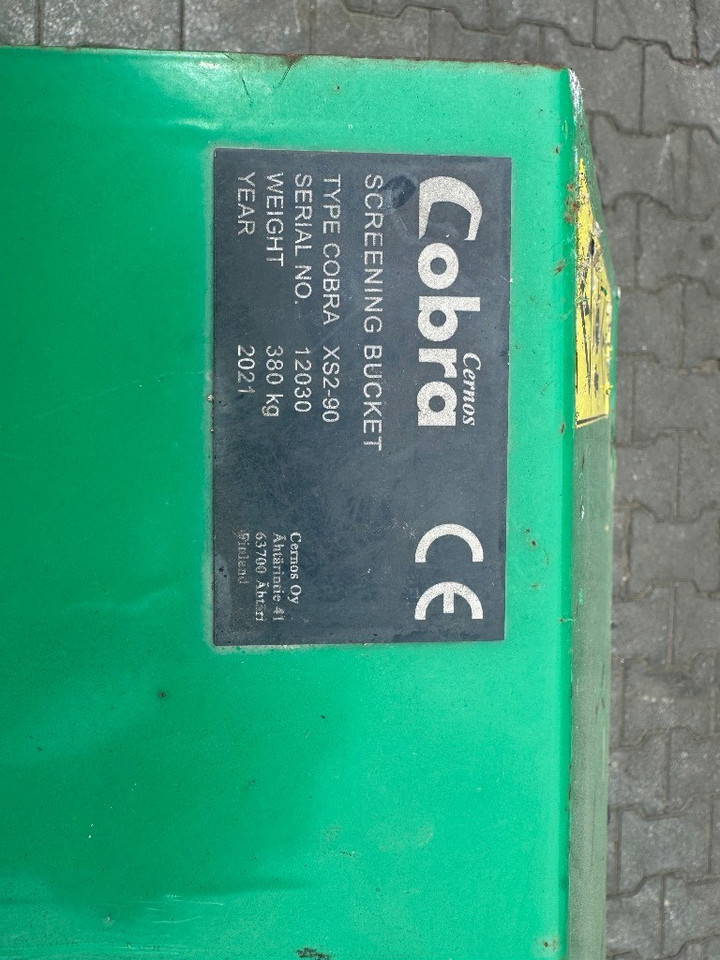 Cernos
Cobra
CE
SCREENING BUCKET
TYPE COBRA XS2-90
SERIAL NO. 12030
WEIGHT 380 kg
YEAR 2021
Cernos Oy
Ähtärintie 41
63700 Ähtäri
Finland